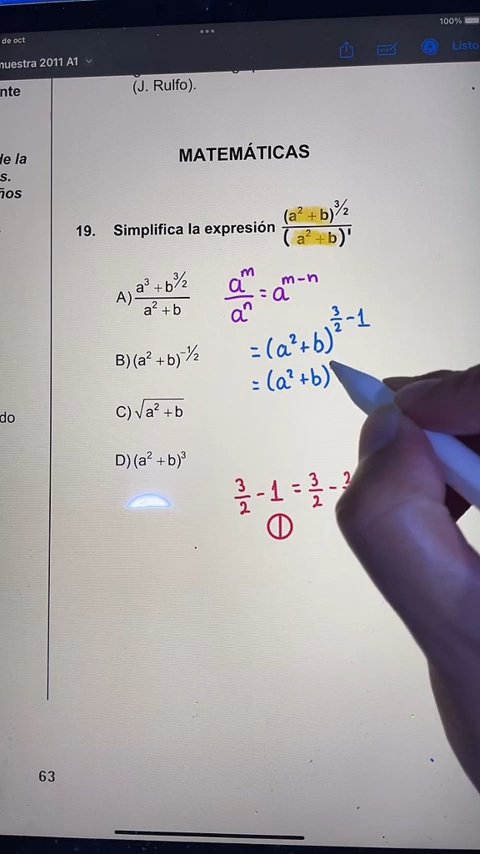 100%
de oct
Listo
muestra 2011 A1
nte
(J. Rulfo).
de la
s.
ños
MATEMÁTICAS
19. Simplifica la expresión (a² + b)^3/2 / (a² + b)^1
A) a³ + b^3/2 / a² + b
a^m / a^n = a^m-n
= (a² + b)^3/2 - 1
B) (a² + b)^-1/2
= (a² + b)
C) √a² + b
do
D) (a² + b)³
3/2 - 1 = 3/2 -
①
63